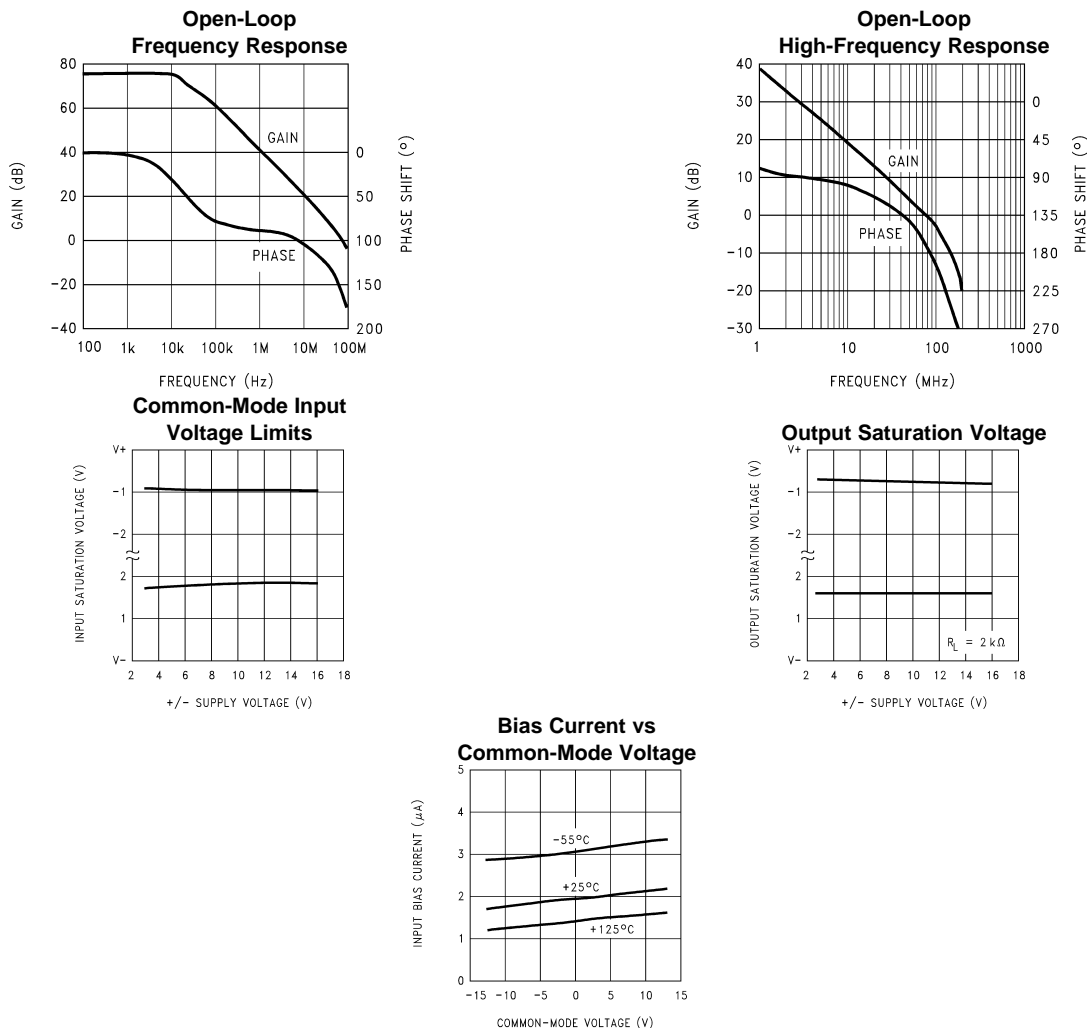 Open-Loop
Frequency Response
80
60
40
20
0
-20
-40
GAIN (dB)
GAIN
PHASE
0
50
100
150
200
PHASE SHIFT (°)
100 1k 10k 100k 1M 10M 100M
FREQUENCY (Hz)
Open-Loop
High-Frequency Response
40
30
20
10
0
-10
-20
-30
GAIN (dB)
GAIN
PHASE
0
45
90
135
180
225
270
PHASE SHIFT (°)
1 10 100 1000
FREQUENCY (MHz)
Common-Mode Input
Voltage Limits
V+
-1
-2
2
1
V-
INPUT SATURATION VOLTAGE (V)
2 4 6 8 10 12 14 16 18
+/- SUPPLY VOLTAGE (V)
Output Saturation Voltage
V+
-1
-2
2
1
V-
OUTPUT SATURATION VOLTAGE (V)
RL = 2 kΩ
2 4 6 8 10 12 14 16 18
+/- SUPPLY VOLTAGE (V)
Bias Current vs
Common-Mode Voltage
5
4
3
2
1
0
INPUT BIAS CURRENT (μA)
-55°C
+25°C
+125°C
-15 -10 -5 0 5 10 15
COMMON-MODE VOLTAGE (V)